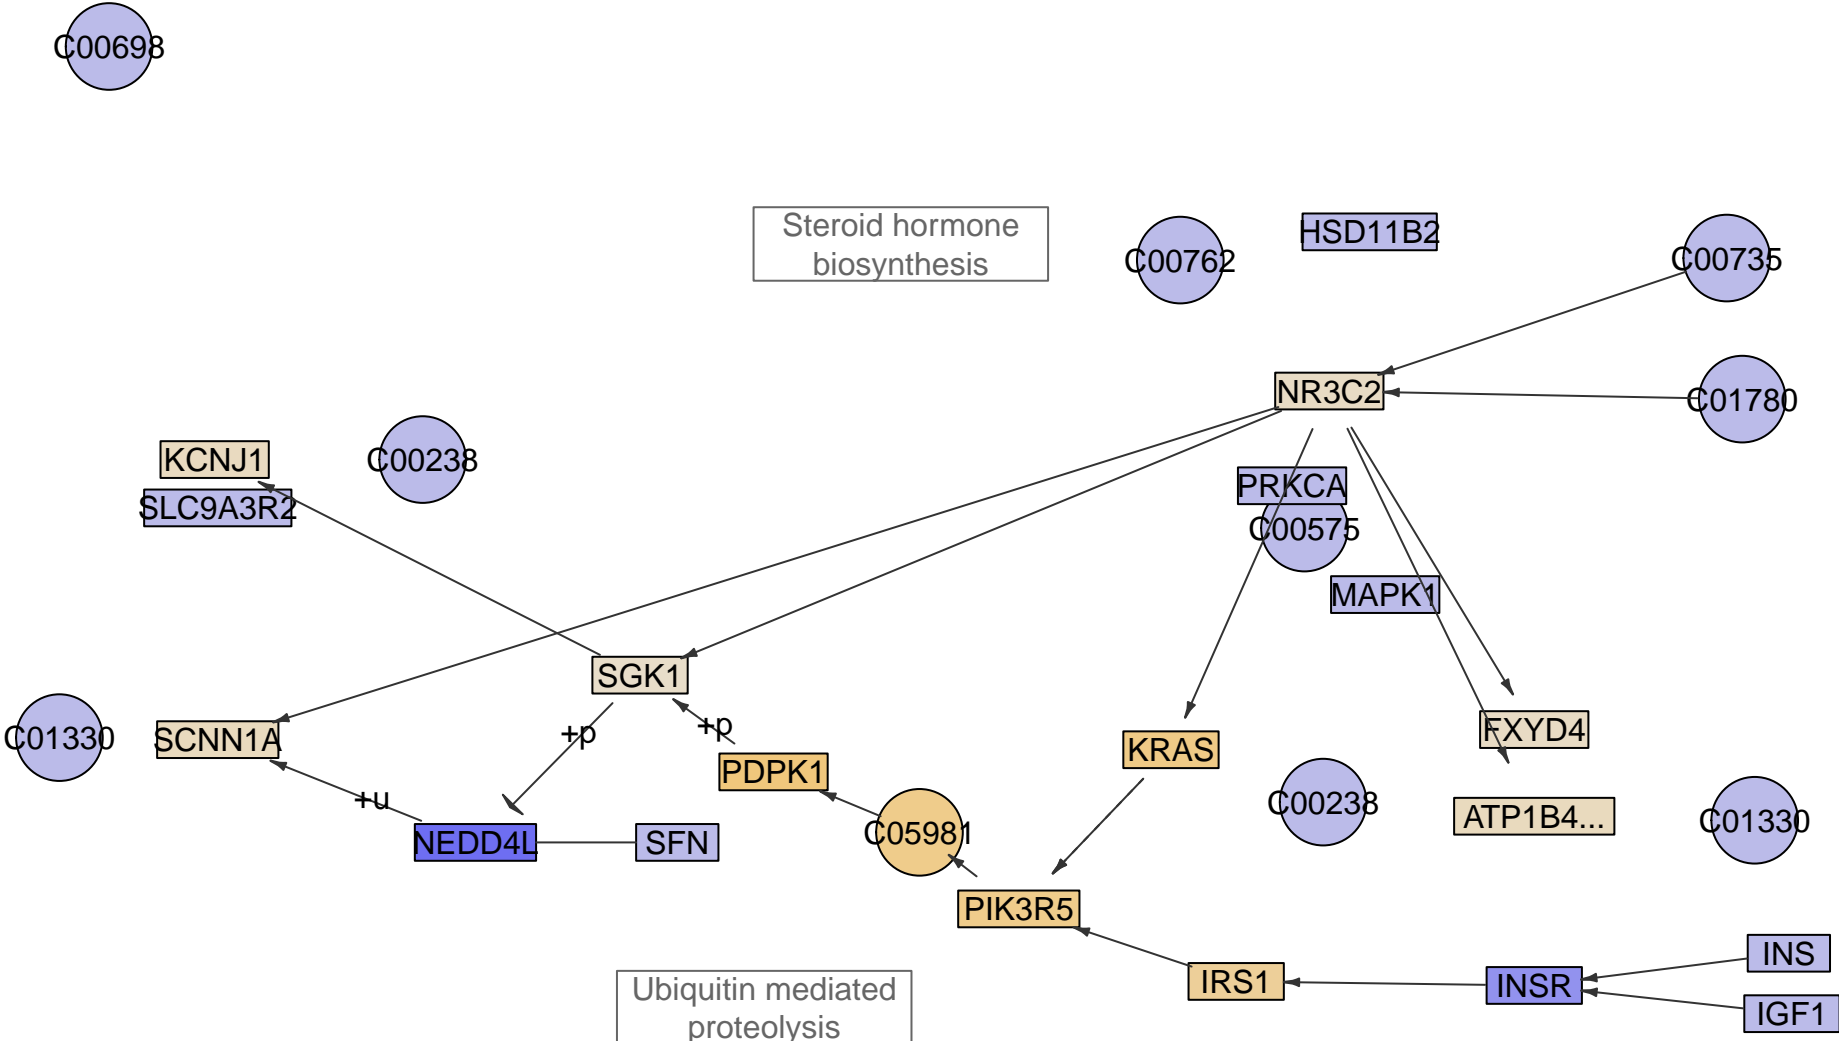 C00698
Steroid hormone
biosynthesis
HSD11B2
C00762
C00735
NR3C2
C01780
KCNJ1
C00238
SLC9A3R2
PRKCA
C00575
MAPK1
SGK1
C01330
SCNN1A
+p
+p
FXYD4
KRAS
PDPK1
+u
C00238
ATP1B4...
C01330
NEDD4L
SFN
C05981
PIK3R5
INS
IRS1
INSR
IGF1
Ubiquitin mediated
proteolysis